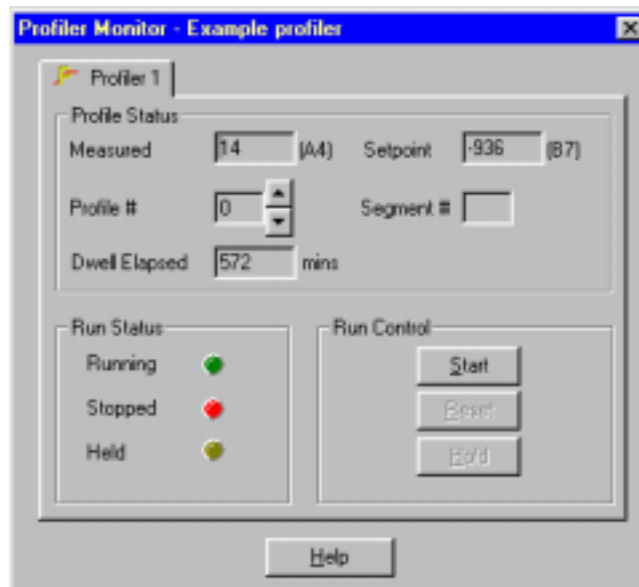 Profiler Monitor - Example profiler
Profiler 1
Profile Status
Measured 14 (A4) Setpoint -936 (B7)
Profile # 0 Segment #
Dwell Elapsed 572 mins
Run Status
Running
Stopped
Held
Run Control
Start
Reset
Hold
Help